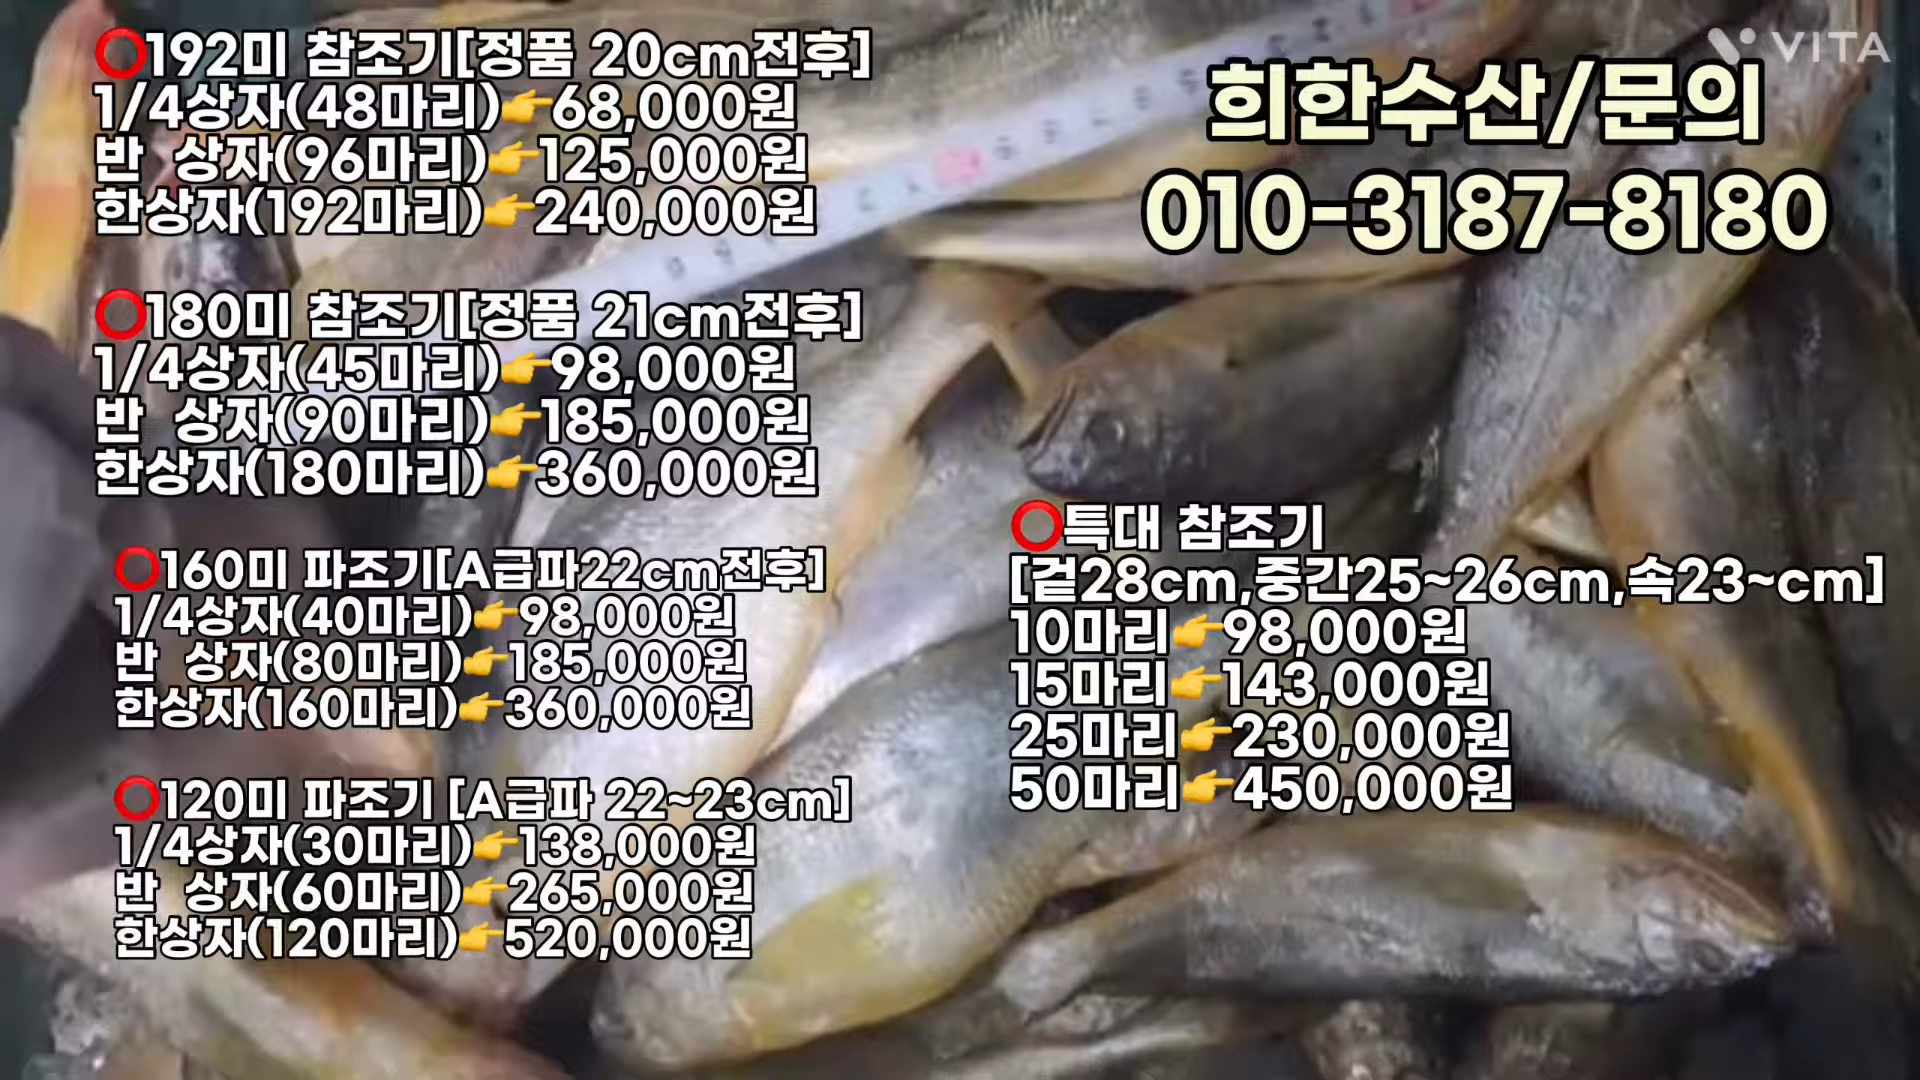 ⭕192미 참조기[정품 20cm전후]
1/4상자(48마리)👉68,000원
반 상자(96마리)👉125,000원
한상자(192마리)👉240,000원
⭕180미 참조기[정품 21cm전후]
1/4상자(45마리)👉98,000원
반 상자(90마리)👉185,000원
한상자(180마리)👉360,000원
⭕160미 파조기[A급파22cm전후]
1/4상자(40마리)👉98,000원
반 상자(80마리)👉185,000원
한상자(160마리)👉360,000원
⭕120미 파조기 [A급파 22~23cm]
1/4상자(30마리)👉138,000원
반 상자(60마리)👉265,000원
한상자(120마리)👉520,000원
VITA
희한수산/문의
010-3187-8180
⭕특대 참조기
[겉28cm,중간25~26cm,속23~cm]
10마리👉98,000원
15마리👉143,000원
25마리👉230,000원
50마리👉450,000원